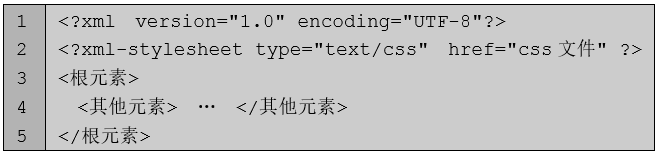 1 <?xml version="1.0" encoding="UTF-8"?>
2 <?xml-stylesheet type="text/css" href="css文件" ?>
3 <根元素>
4 <其他元素> … </其他元素>
5 </根元素>